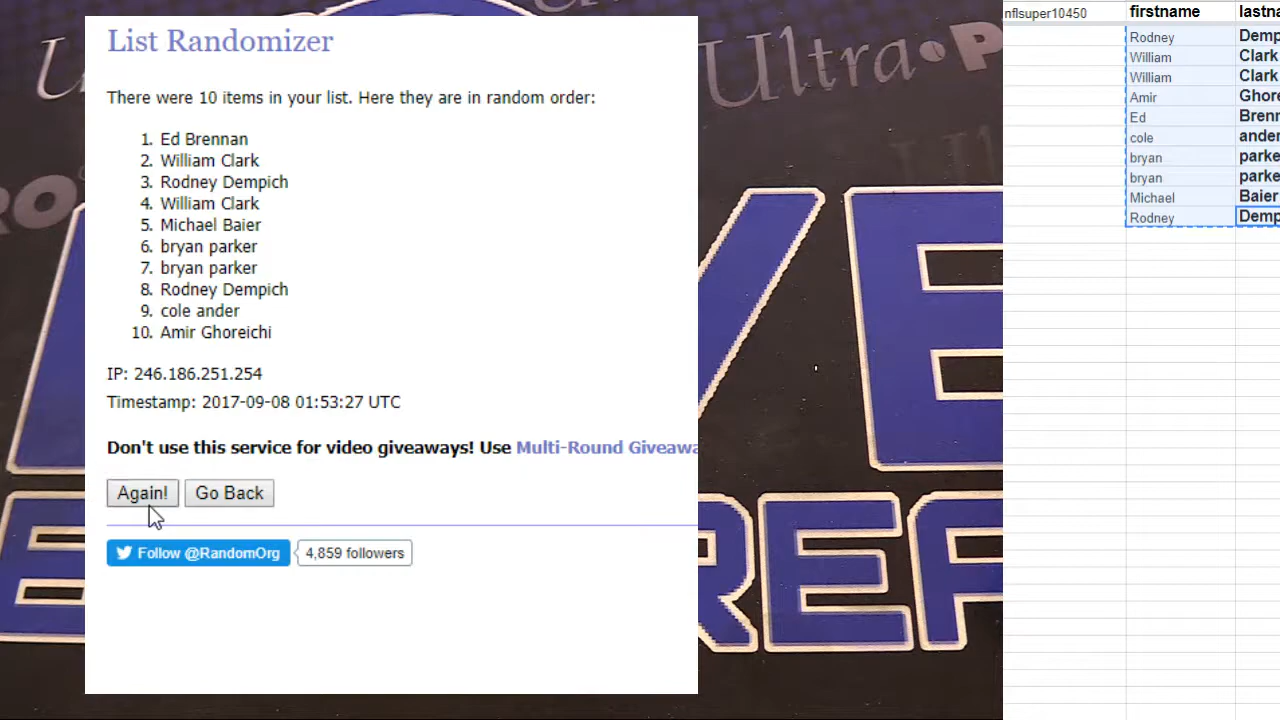 List Randomizer
There were 10 items in your list. Here they are in random order:
1. Ed Brennan
2. William Clark
3. Rodney Dempich
4. William Clark
5. Michael Baier
6. bryan parker
7. bryan parker
8. Rodney Dempich
9. cole ander
10. Amir Ghoreichi
IP: 246.186.251.254
Timestamp: 2017-09-08 01:53:27 UTC
Don't use this service for video giveaways! Use Multi-Round Giveawa
Again! Go Back
Follow @RandomOrg 4,859 followers
Ultra•P
nflsuper10450 firstname lastna
Rodney Demp
William Clark
William Clark
Amir Ghore
Ed Brenn
cole ander
bryan parke
bryan parke
Michael Baier
Rodney Demp